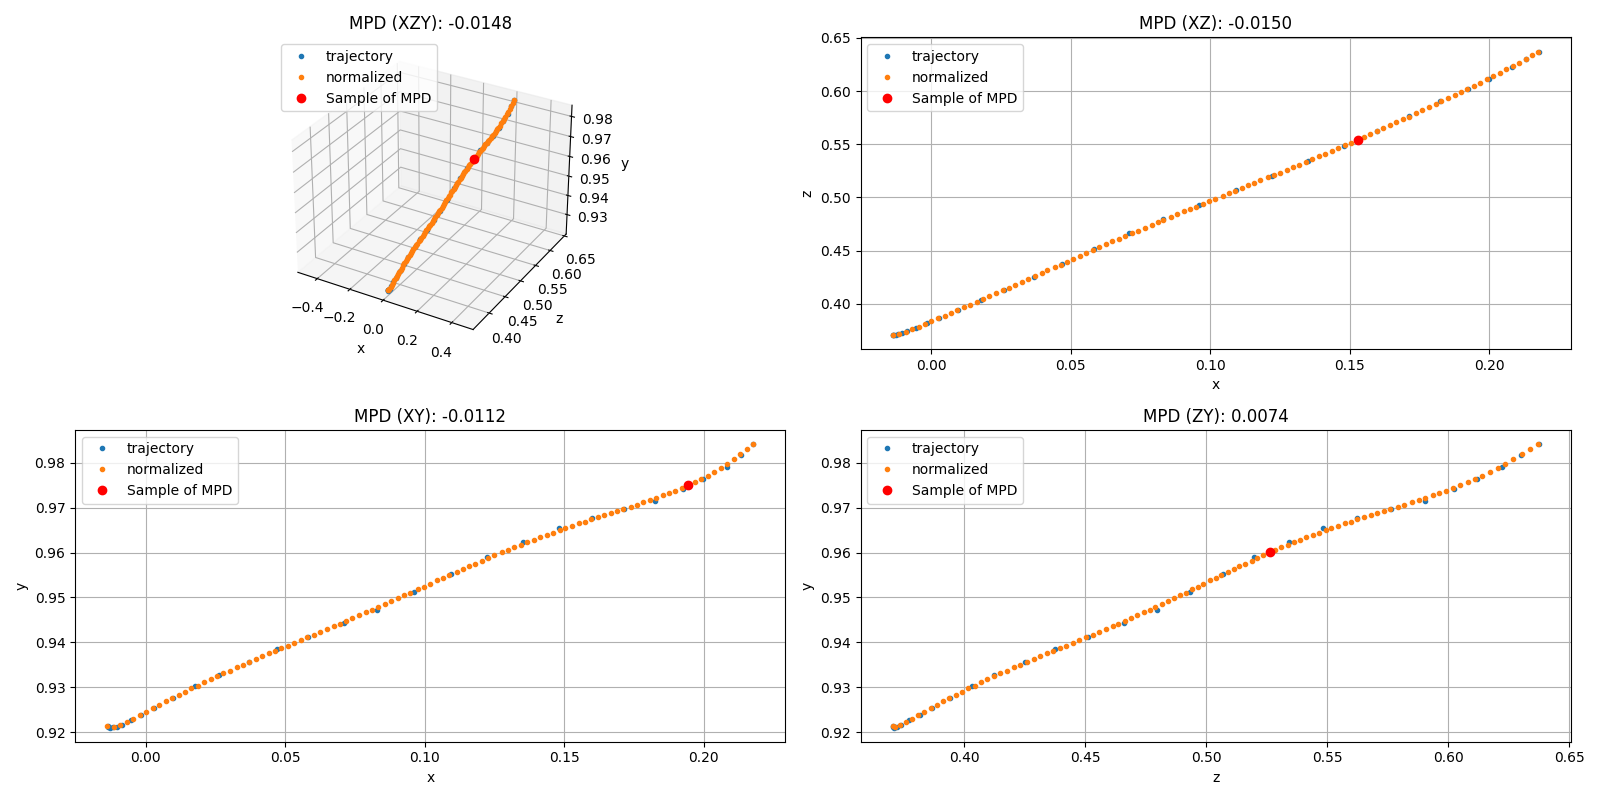 MPD (XZY): -0.0148
trajectory
normalized
Sample of MPD
0.98
0.97
0.96
0.95
0.94
0.93
y
0.65
0.60
0.55
0.50
0.45
0.40
z
−0.4
−0.2
0.0
0.2
0.4
x
MPD (XZ): -0.0150
trajectory
normalized
Sample of MPD
0.65
0.60
0.55
0.50
0.45
0.40
z
0.00
0.05
0.10
0.15
0.20
x
MPD (XY): -0.0112
trajectory
normalized
Sample of MPD
0.98
0.97
0.96
0.95
0.94
0.93
0.92
y
0.00
0.05
0.10
0.15
0.20
x
MPD (ZY): 0.0074
trajectory
normalized
Sample of MPD
0.98
0.97
0.96
0.95
0.94
0.93
0.92
y
0.40
0.45
0.50
0.55
0.60
0.65
z